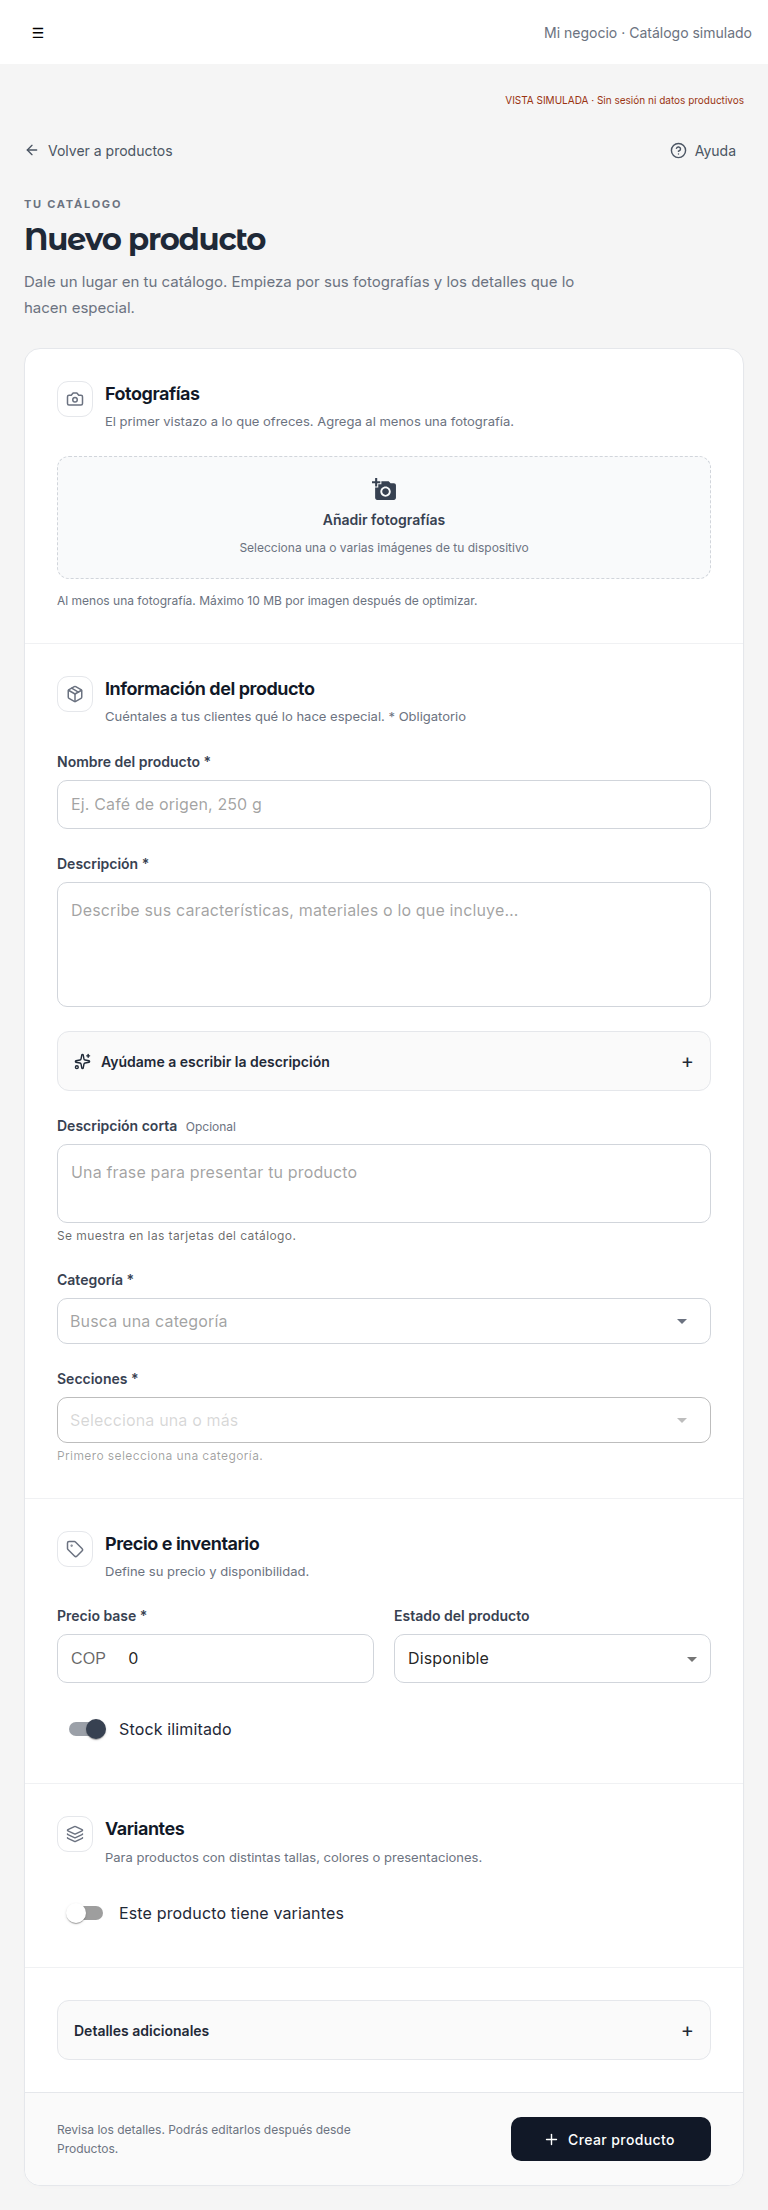 Mi negocio · Catálogo simulado
VISTA SIMULADA · Sin sesión ni datos productivos
Volver a productos
Ayuda
TU CATÁLOGO
Nuevo producto
Dale un lugar en tu catálogo. Empieza por sus fotografías y los detalles que lo
hacen especial.
Fotografías
El primer vistazo a lo que ofreces. Agrega al menos una fotografía.
Añadir fotografías
Selecciona una o varias imágenes de tu dispositivo
Al menos una fotografía. Máximo 10 MB por imagen después de optimizar.
Información del producto
Cuéntales a tus clientes qué lo hace especial. * Obligatorio
Nombre del producto *
Ej. Café de origen, 250 g
Descripción *
Describe sus características, materiales o lo que incluye...
Ayúdame a escribir la descripción +
Descripción corta Opcional
Una frase para presentar tu producto
Se muestra en las tarjetas del catálogo.
Categoría *
Busca una categoría
Secciones *
Selecciona una o más
Primero selecciona una categoría.
Precio e inventario
Define su precio y disponibilidad.
Precio base *
COP 0
Estado del producto
Disponible
Stock ilimitado
Variantes
Para productos con distintas tallas, colores o presentaciones.
Este producto tiene variantes
Detalles adicionales +
Revisa los detalles. Podrás editarlos después desde
Productos.
+ Crear producto